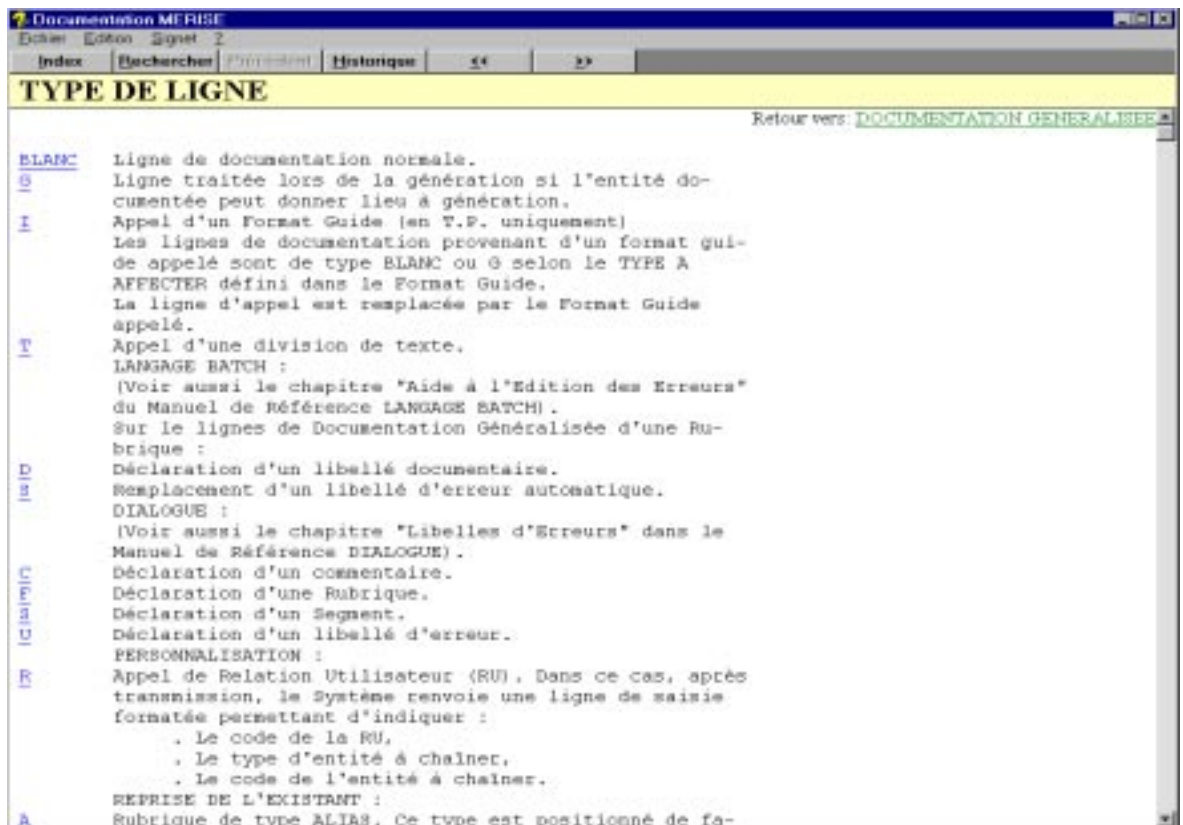 Documentation MERISE
Fichier Edition Signet ?
Index Rechercher Précédent Historique << >>
TYPE DE LIGNE
Retour vers: DOCUMENTATION GENERALISEE
BLANC Ligne de documentation normale.
G Ligne traitée lors de la génération si l'entité do-
cumentée peut donner lieu à génération.
I Appel d'un Format Guide (en T.P. uniquement)
Les lignes de documentation provenant d'un format gui-
de appelé sont de type BLANC ou G selon le TYPE A
AFFECTER défini dans le Format Guide.
La ligne d'appel est remplacée par le Format Guide
appelé.
T Appel d'une division de texte.
LANGAGE BATCH :
(Voir aussi le chapitre "Aide à l'Edition des Erreurs"
du Manuel de Référence LANGAGE BATCH).
Sur le lignes de Documentation Généralisée d'une Ru-
brique :
D Déclaration d'un libellé documentaire.
S Remplacement d'un libellé d'erreur automatique.
DIALOGUE :
(Voir aussi le chapitre "Libelles d'Erreurs" dans le
Manuel de Référence DIALOGUE).
C Déclaration d'un commentaire.
F Déclaration d'une Rubrique.
S Déclaration d'un Segment.
U Déclaration d'un libellé d'erreur.
PERSONNALISATION :
R Appel de Relation Utilisateur (RU). Dans ce cas, après
transmission, le Système renvoie une ligne de saisie
formatée permettant d'indiquer :
. Le code de la RU,
. Le type d'entité à chaîner,
. Le code de l'entité à chaîner.
REPRISE DE L'EXISTANT :
A Rubrique de type ALIAS. Ce type est positionné de fa-